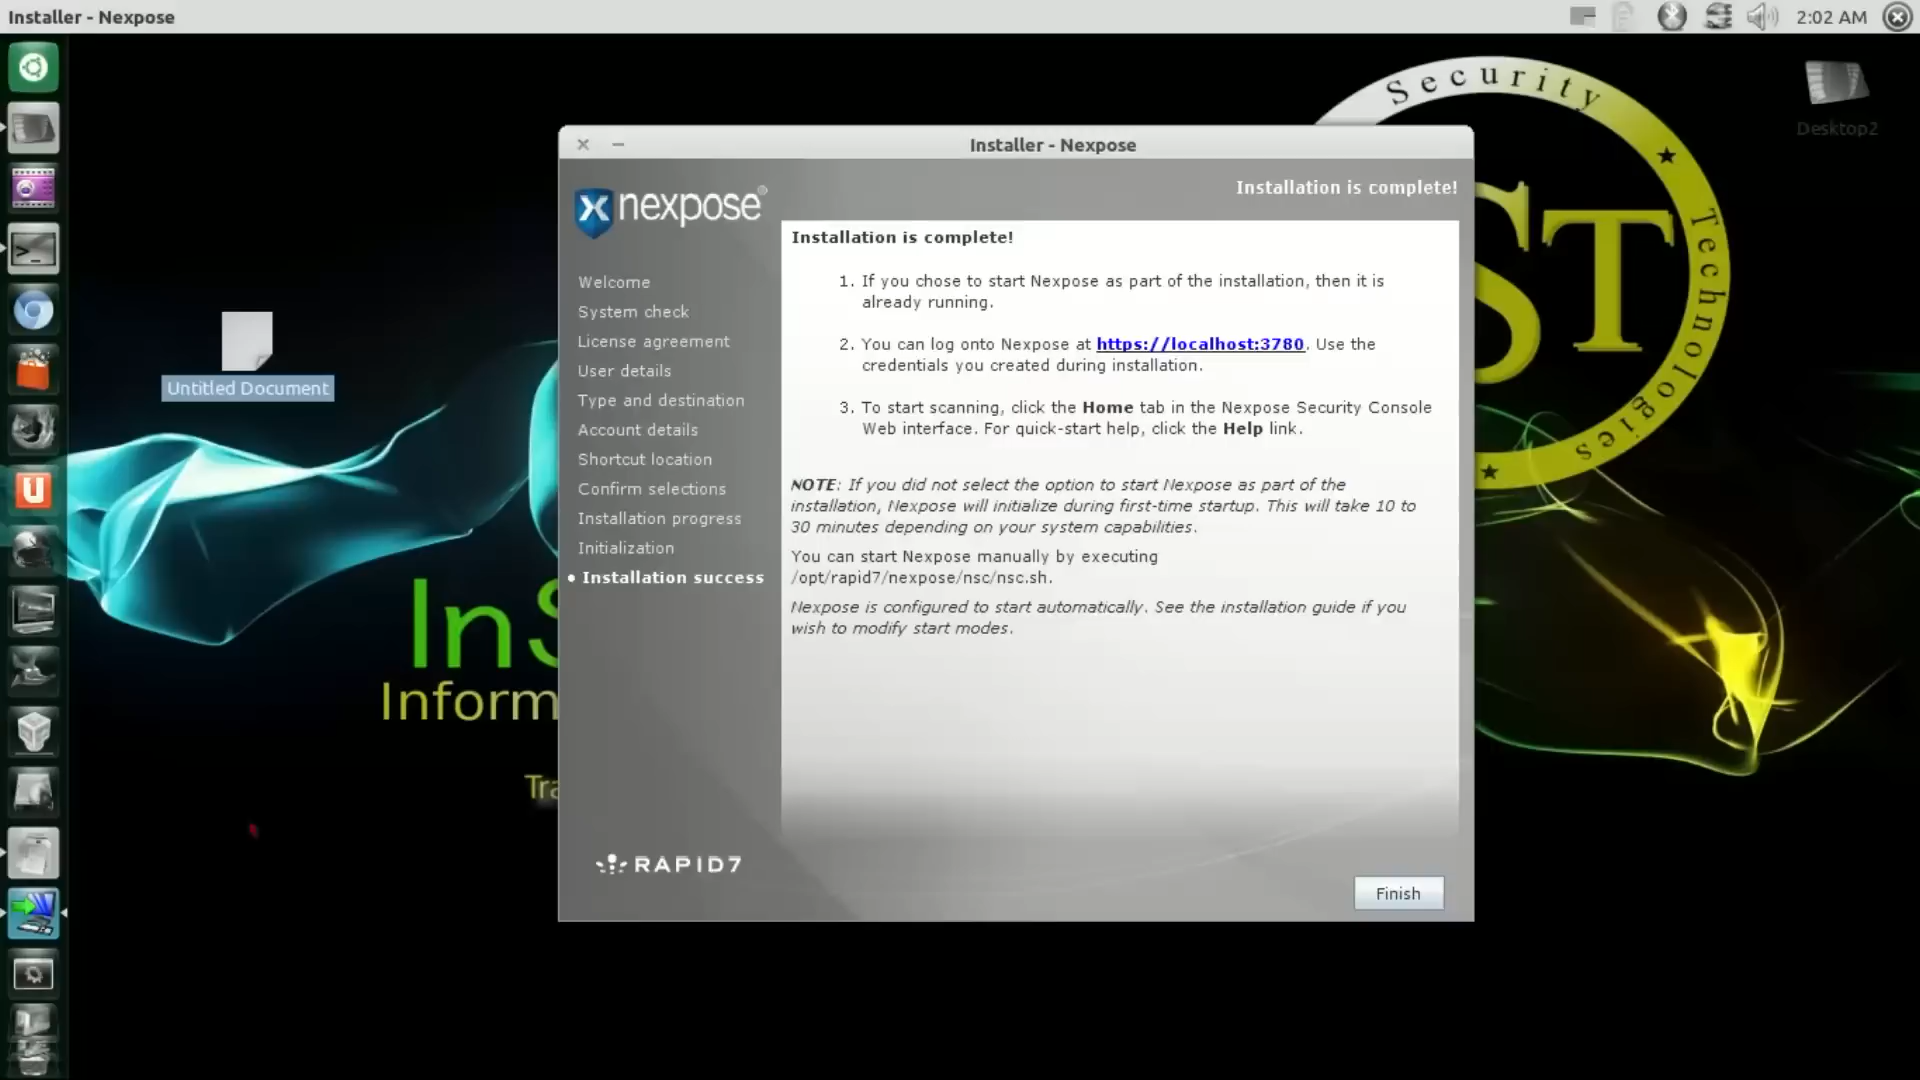 Installer - Nexpose
2:02 AM
Security
Technologies
ST
Desktop2
Untitled Document
InS
Inform
Tra
Installer - Nexpose
nexpose®
Installation is complete!
Welcome
System check
License agreement
User details
Type and destination
Account details
Shortcut location
Confirm selections
Installation progress
Initialization
• Installation success
RAPID7
Installation is complete!
1. If you chose to start Nexpose as part of the installation, then it is
already running.
2. You can log onto Nexpose at https://localhost:3780. Use the
credentials you created during installation.
3. To start scanning, click the Home tab in the Nexpose Security Console
Web interface. For quick-start help, click the Help link.
NOTE: If you did not select the option to start Nexpose as part of the
installation, Nexpose will initialize during first-time startup. This will take 10 to
30 minutes depending on your system capabilities.
You can start Nexpose manually by executing
/opt/rapid7/nexpose/nsc/nsc.sh.
Nexpose is configured to start automatically. See the installation guide if you
wish to modify start modes.
Finish